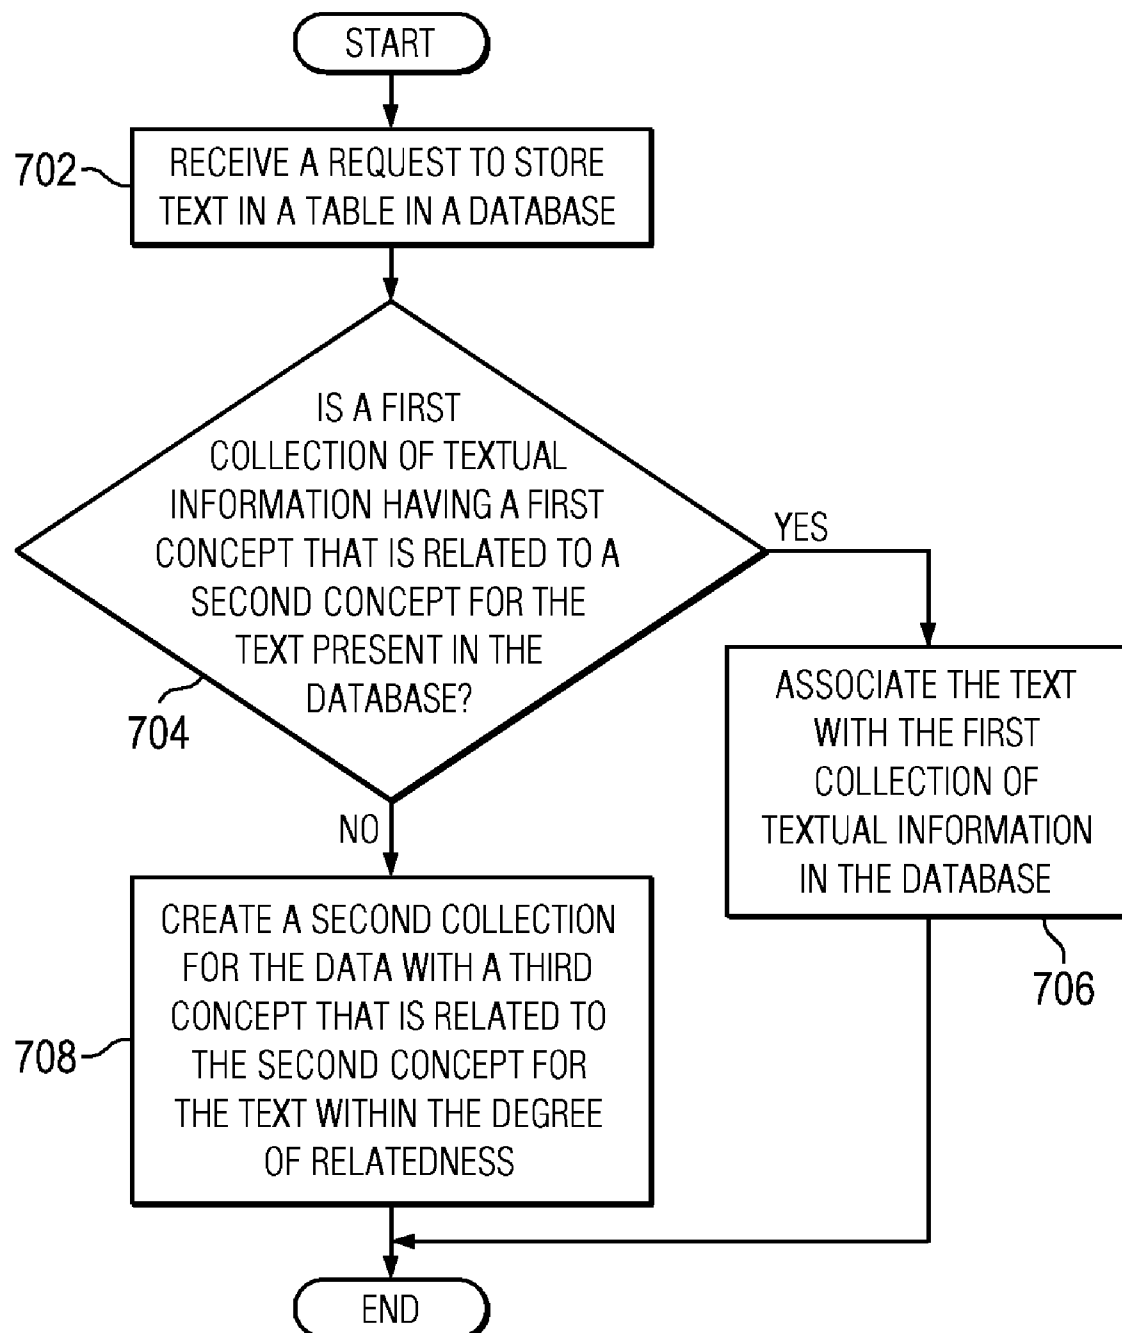 START
702
RECEIVE A REQUEST TO STORE
TEXT IN A TABLE IN A DATABASE
IS A FIRST
COLLECTION OF TEXTUAL
INFORMATION HAVING A FIRST
CONCEPT THAT IS RELATED TO A
SECOND CONCEPT FOR THE
TEXT PRESENT IN THE
DATABASE?
704
YES
ASSOCIATE THE TEXT
WITH THE FIRST
COLLECTION OF
TEXTUAL INFORMATION
IN THE DATABASE
706
NO
708
CREATE A SECOND COLLECTION
FOR THE DATA WITH A THIRD
CONCEPT THAT IS RELATED TO
THE SECOND CONCEPT FOR
THE TEXT WITHIN THE DEGREE
OF RELATEDNESS
END